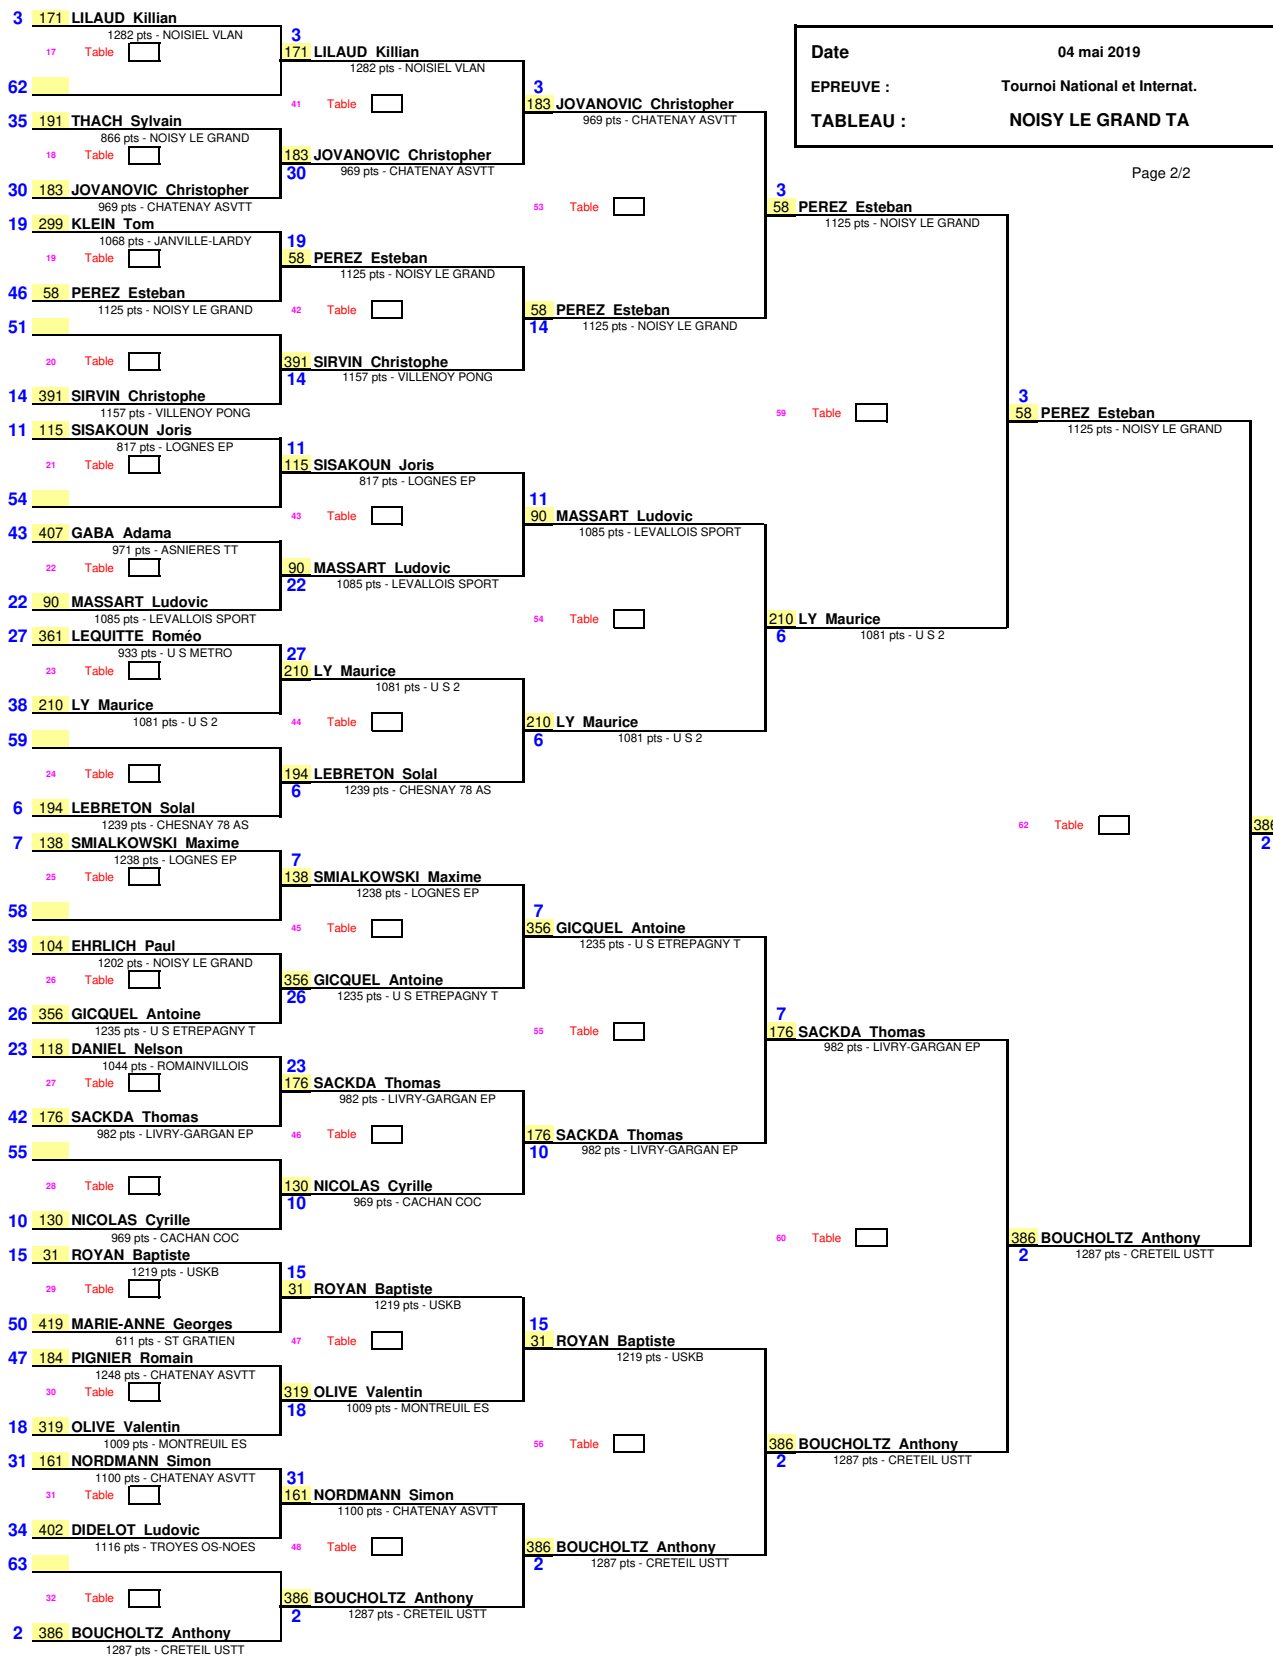 Date 04 mai 2019
EPREUVE : Tournoi National et Internat.
TABLEAU : NOISY LE GRAND TA
Page 2/2
3 171 LILAUD Killian
1282 pts - NOISIEL VLAN
17 Table
62
35 191 THACH Sylvain
866 pts - NOISY LE GRAND
18 Table
30 183 JOVANOVIC Christopher
969 pts - CHATENAY ASVTT
19 299 KLEIN Tom
1068 pts - JANVILLE-LARDY
19 Table
46 58 PEREZ Esteban
1125 pts - NOISY LE GRAND
51
20 Table
14 391 SIRVIN Christophe
1157 pts - VILLENOY PONG
11 115 SISAKOUN Joris
817 pts - LOGNES EP
21 Table
54
43 407 GABA Adama
971 pts - ASNIERES TT
22 Table
22 90 MASSART Ludovic
1085 pts - LEVALLOIS SPORT
27 361 LEQUITTE Roméo
933 pts - U S METRO
23 Table
38 210 LY Maurice
1081 pts - U S 2
59
24 Table
6 194 LEBRETON Solal
1239 pts - CHESNAY 78 AS
7 138 SMIALKOWSKI Maxime
1238 pts - LOGNES EP
25 Table
58
39 104 EHRLICH Paul
1202 pts - NOISY LE GRAND
26 Table
26 356 GICQUEL Antoine
1235 pts - U S ETREPAGNY T
23 118 DANIEL Nelson
1044 pts - ROMAINVILLOIS
27 Table
42 176 SACKDA Thomas
982 pts - LIVRY-GARGAN EP
55
28 Table
10 130 NICOLAS Cyrille
969 pts - CACHAN COC
15 31 ROYAN Baptiste
1219 pts - USKB
29 Table
50 419 MARIE-ANNE Georges
611 pts - ST GRATIEN
47 184 PIGNIER Romain
1248 pts - CHATENAY ASVTT
30 Table
18 319 OLIVE Valentin
1009 pts - MONTREUIL ES
31 161 NORDMANN Simon
1100 pts - CHATENAY ASVTT
31 Table
34 402 DIDELOT Ludovic
1116 pts - TROYES OS-NOES
63
32 Table
2 386 BOUCHOLTZ Anthony
1287 pts - CRETEIL USTT
3
171 LILAUD Killian
1282 pts - NOISIEL VLAN
41 Table
183 JOVANOVIC Christopher
30 969 pts - CHATENAY ASVTT
19
58 PEREZ Esteban
1125 pts - NOISY LE GRAND
42 Table
391 SIRVIN Christophe
14 1157 pts - VILLENOY PONG
11
115 SISAKOUN Joris
817 pts - LOGNES EP
43 Table
90 MASSART Ludovic
22 1085 pts - LEVALLOIS SPORT
27
210 LY Maurice
1081 pts - U S 2
44 Table
194 LEBRETON Solal
6 1239 pts - CHESNAY 78 AS
7
138 SMIALKOWSKI Maxime
1238 pts - LOGNES EP
45 Table
356 GICQUEL Antoine
26 1235 pts - U S ETREPAGNY T
23
176 SACKDA Thomas
982 pts - LIVRY-GARGAN EP
46 Table
130 NICOLAS Cyrille
10 969 pts - CACHAN COC
15
31 ROYAN Baptiste
1219 pts - USKB
47 Table
319 OLIVE Valentin
18 1009 pts - MONTREUIL ES
31
161 NORDMANN Simon
1100 pts - CHATENAY ASVTT
48 Table
386 BOUCHOLTZ Anthony
2 1287 pts - CRETEIL USTT
3
183 JOVANOVIC Christopher
969 pts - CHATENAY ASVTT
53 Table
58 PEREZ Esteban
14 1125 pts - NOISY LE GRAND
11
90 MASSART Ludovic
1085 pts - LEVALLOIS SPORT
54 Table
210 LY Maurice
6 1081 pts - U S 2
7
356 GICQUEL Antoine
1235 pts - U S ETREPAGNY T
55 Table
176 SACKDA Thomas
10 982 pts - LIVRY-GARGAN EP
15
31 ROYAN Baptiste
1219 pts - USKB
56 Table
386 BOUCHOLTZ Anthony
2 1287 pts - CRETEIL USTT
3
58 PEREZ Esteban
1125 pts - NOISY LE GRAND
59 Table
210 LY Maurice
6 1081 pts - U S 2
7
176 SACKDA Thomas
982 pts - LIVRY-GARGAN EP
60 Table
386 BOUCHOLTZ Anthony
2 1287 pts - CRETEIL USTT
3
58 PEREZ Esteban
1125 pts - NOISY LE GRAND
62 Table
386 BOUCHOLTZ Anthony
2 1287 pts - CRETEIL USTT
386
2